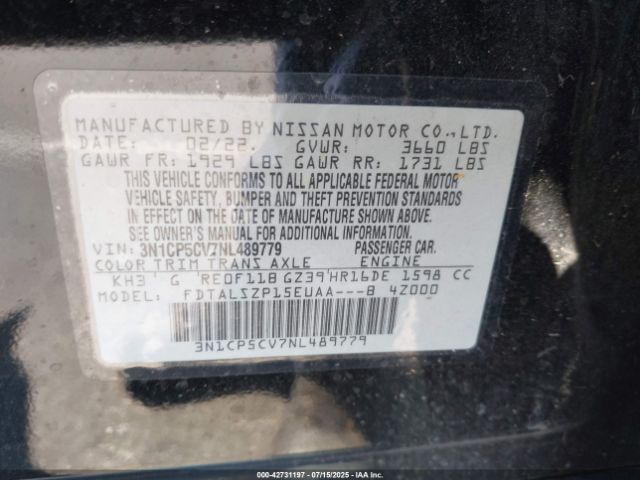 MANUFACTURED BY NISSAN MOTOR CO.,LTD.
DATE: 02/22. GVWR: 3660 LBS
GAWR FR: 1929 LBS GAWR RR: 1731 LBS
THIS VEHICLE CONFORMS TO ALL APPLICABLE FEDERAL MOTOR
VEHICLE SAFETY, BUMPER AND THEFT PREVENTION STANDARDS
IN EFFECT ON THE DATE OF MANUFACTURE SHOWN ABOVE.
SEE OWNER'S MANUAL FOR ADDITIONAL INFORMATION
VIN: 3N1CP5CV7NL489779 PASSENGER CAR.
COLOR TRIM TRANS AXLE ENGINE
KH3 G RE0F11B GZ39 HR16DE 1598 CC
MODEL: FDTALSZP15EUAA---B 4Z000
3N1CP5CV7NL489779
000-42731197 - 07/15/2025 - IAAI.com